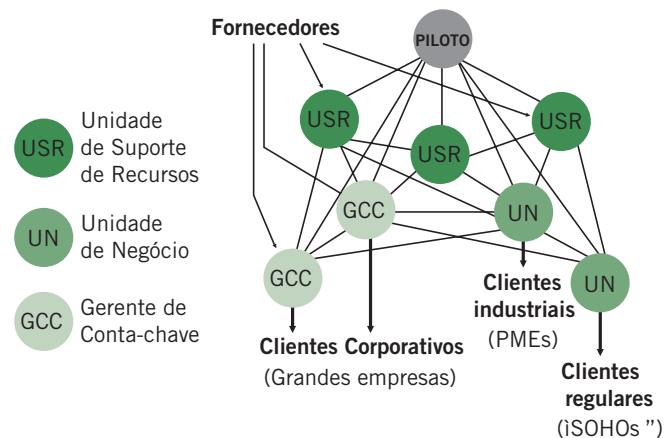 Fornecedores
PILOTO
USR
USR
USR
USR
Unidade
de Suporte
de Recursos
UN
Unidade
de Negócio
GCC
UN
GCC
UN
GCC
Gerente de
Conta-chave
Clientes
industriais
(PMEs)
Clientes Corporativos
(Grandes empresas)
Clientes
regulares
(ìSOHOs ”)